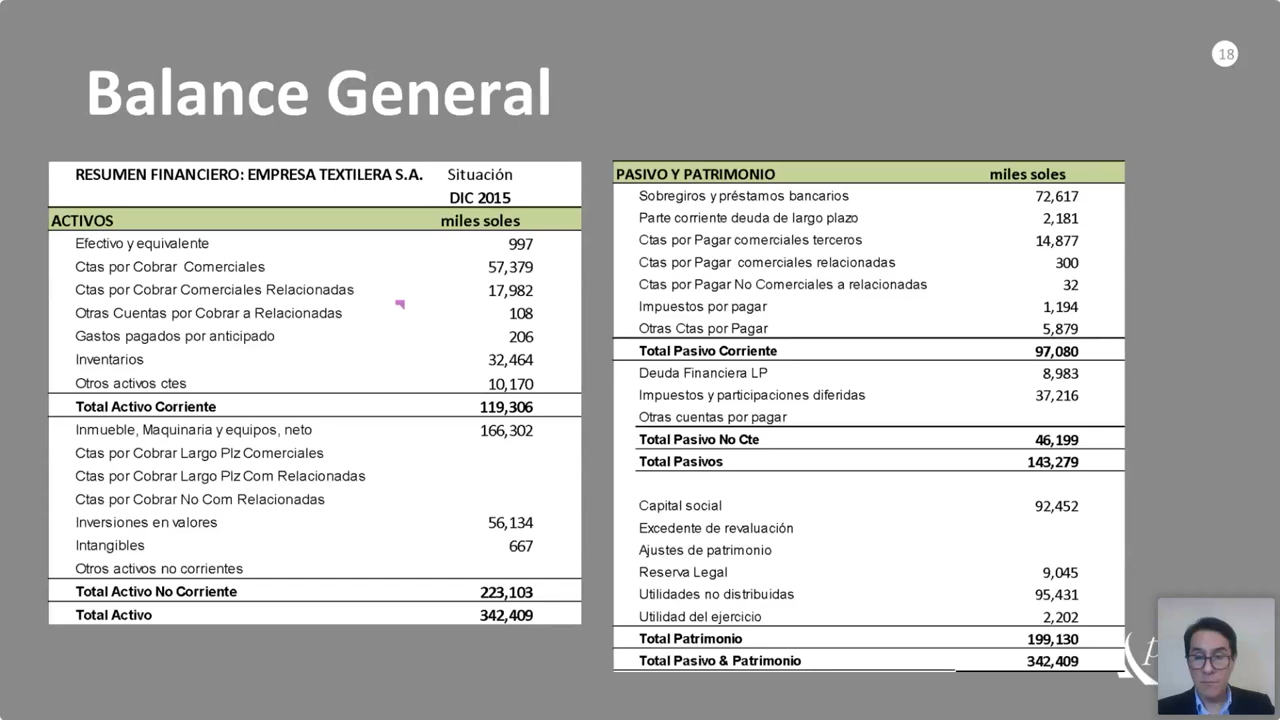 18
Balance General
RESUMEN FINANCIERO: EMPRESA TEXTILERA S.A. Situación
DIC 2015
ACTIVOS miles soles
Efectivo y equivalente 997
Ctas por Cobrar Comerciales 57,379
Ctas por Cobrar Comerciales Relacionadas 17,982
Otras Cuentas por Cobrar a Relacionadas 108
Gastos pagados por anticipado 206
Inventarios 32,464
Otros activos ctes 10,170
Total Activo Corriente 119,306
Inmueble, Maquinaria y equipos, neto 166,302
Ctas por Cobrar Largo Plz Comerciales
Ctas por Cobrar Largo Plz Com Relacionadas
Ctas por Cobrar No Com Relacionadas
Inversiones en valores 56,134
Intangibles 667
Otros activos no corrientes
Total Activo No Corriente 223,103
Total Activo 342,409
PASIVO Y PATRIMONIO miles soles
Sobregiros y préstamos bancarios 72,617
Parte corriente deuda de largo plazo 2,181
Ctas por Pagar comerciales terceros 14,877
Ctas por Pagar comerciales relacionadas 300
Ctas por Pagar No Comerciales a relacionadas 32
Impuestos por pagar 1,194
Otras Ctas por Pagar 5,879
Total Pasivo Corriente 97,080
Deuda Financiera LP 8,983
Impuestos y participaciones diferidas 37,216
Otras cuentas por pagar
Total Pasivo No Cte 46,199
Total Pasivos 143,279
Capital social 92,452
Excedente de revaluación
Ajustes de patrimonio
Reserva Legal 9,045
Utilidades no distribuidas 95,431
Utilidad del ejercicio 2,202
Total Patrimonio 199,130
Total Pasivo & Patrimonio 342,409